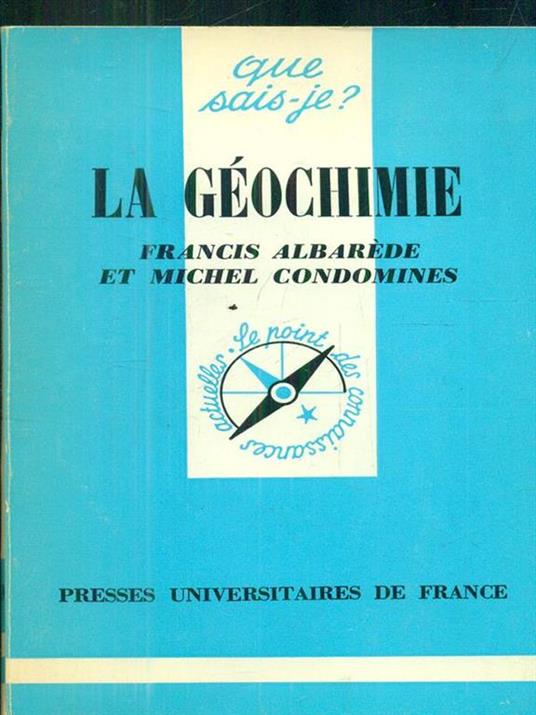 que
sais-je?
LA GÉOCHIMIE
FRANCIS ALBARÈDE
ET MICHEL CONDOMINES
Le point des connaissances actuelles.
PRESSES UNIVERSITAIRES DE FRANCE